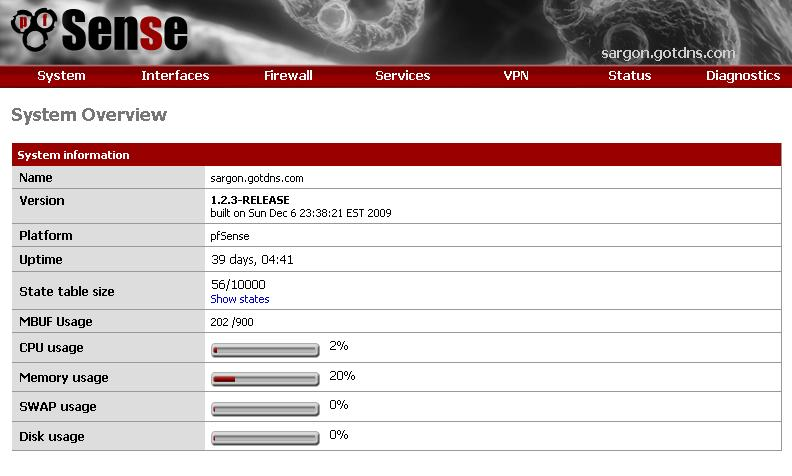 pf Sense
sargon.gotdns.com
System Interfaces Firewall Services VPN Status Diagnostics
System Overview
System information
Name sargon.gotdns.com
Version 1.2.3-RELEASE
built on Sun Dec 6 23:38:21 EST 2009
Platform pfSense
Uptime 39 days, 04:41
State table size 56/10000
Show states
MBUF Usage 202 /900
CPU usage 2%
Memory usage 20%
SWAP usage 0%
Disk usage 0%